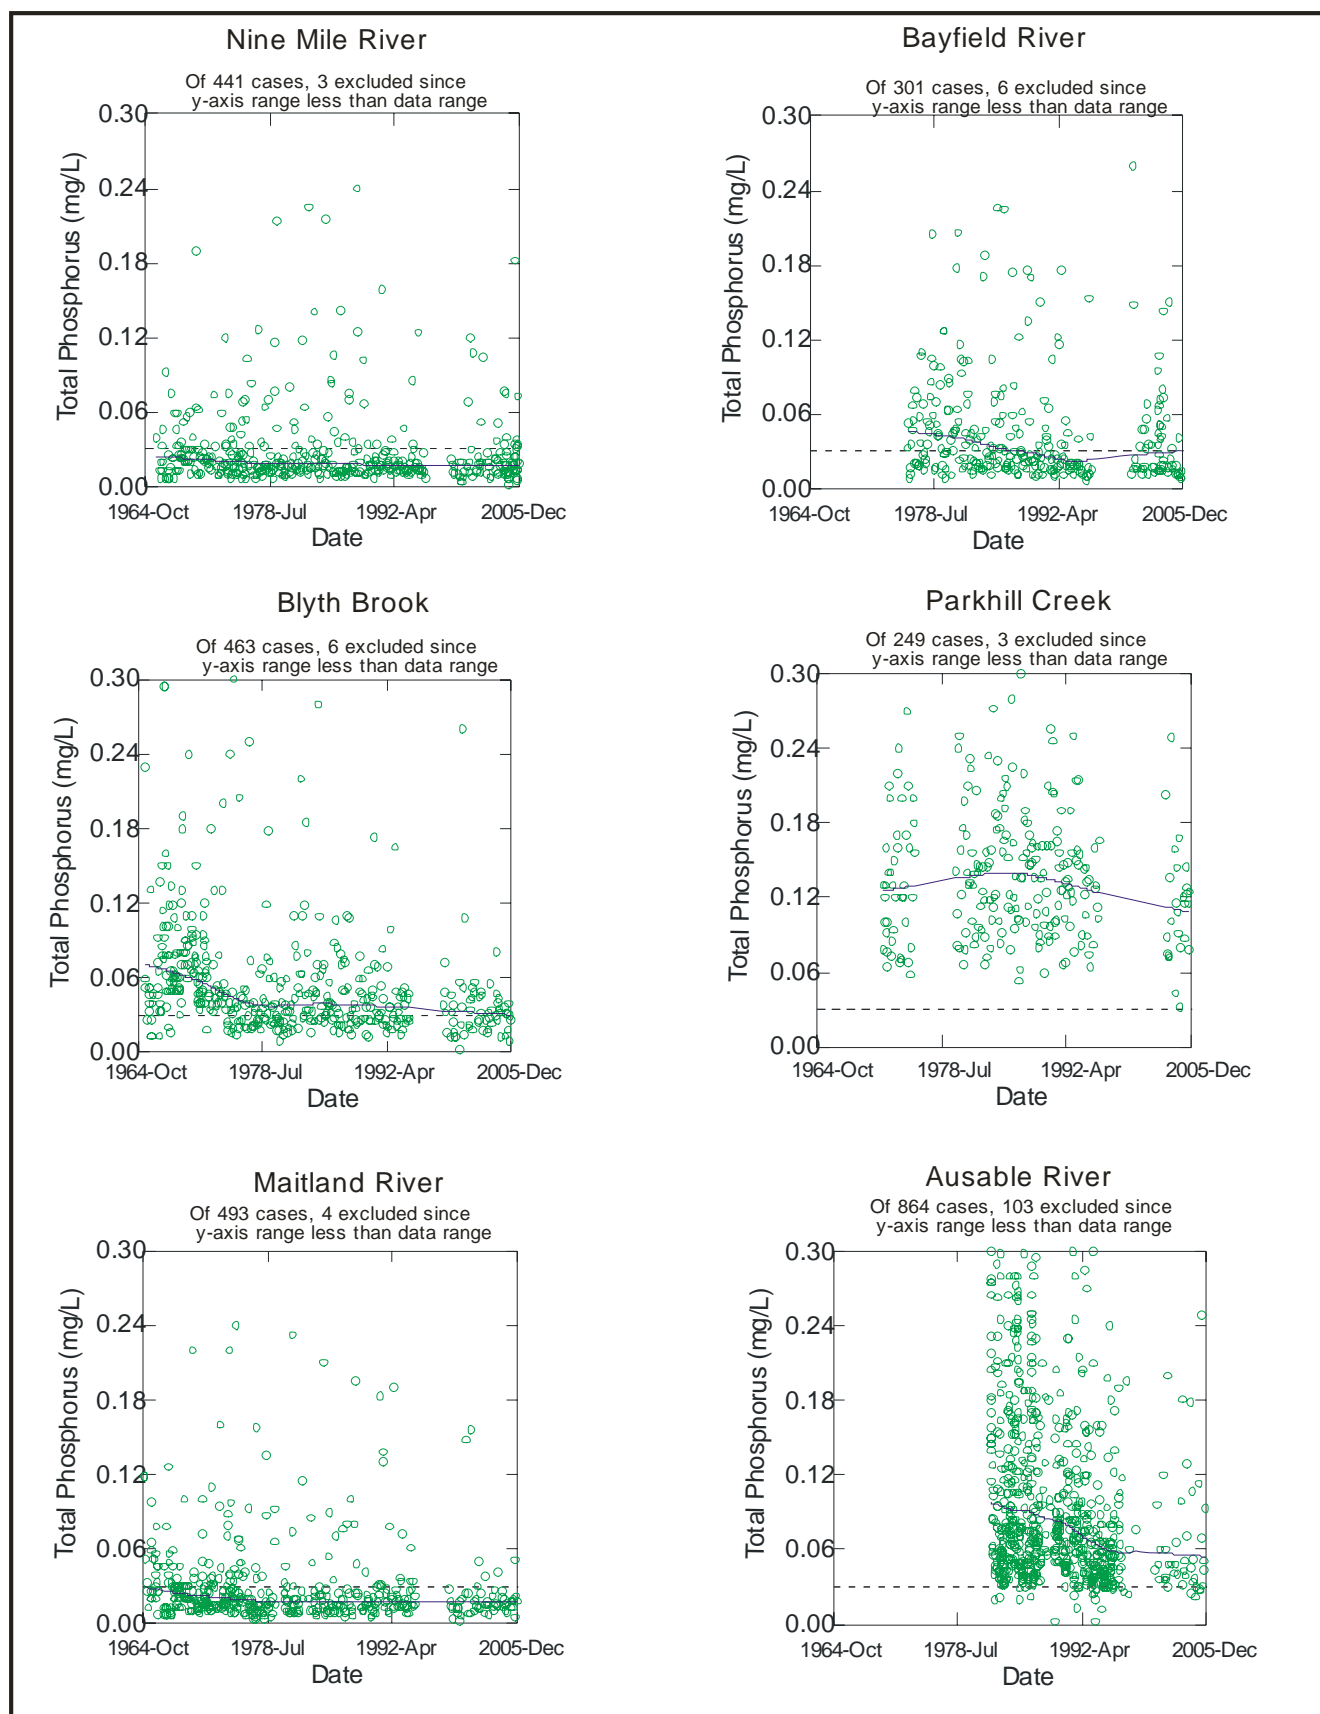 Nine Mile River
Of 441 cases, 3 excluded since
y-axis range less than data range
Total Phosphorus (mg/L)
0.30
0.24
0.18
0.12
0.06
0.00
1964-Oct 1978-Jul 1992-Apr 2005-Dec
Date
Bayfield River
Of 301 cases, 6 excluded since
y-axis range less than data range
Total Phosphorus (mg/L)
0.30
0.24
0.18
0.12
0.06
0.00
1964-Oct 1978-Jul 1992-Apr 2005-Dec
Date
Blyth Brook
Of 463 cases, 6 excluded since
y-axis range less than data range
Total Phosphorus (mg/L)
0.30
0.24
0.18
0.12
0.06
0.00
1964-Oct 1978-Jul 1992-Apr 2005-Dec
Date
Parkhill Creek
Of 249 cases, 3 excluded since
y-axis range less than data range
Total Phosphorus (mg/L)
0.30
0.24
0.18
0.12
0.06
0.00
1964-Oct 1978-Jul 1992-Apr 2005-Dec
Date
Maitland River
Of 493 cases, 4 excluded since
y-axis range less than data range
Total Phosphorus (mg/L)
0.30
0.24
0.18
0.12
0.06
0.00
1964-Oct 1978-Jul 1992-Apr 2005-Dec
Date
Ausable River
Of 864 cases, 103 excluded since
y-axis range less than data range
Total Phosphorus (mg/L)
0.30
0.24
0.18
0.12
0.06
0.00
1964-Oct 1978-Jul 1992-Apr 2005-Dec
Date